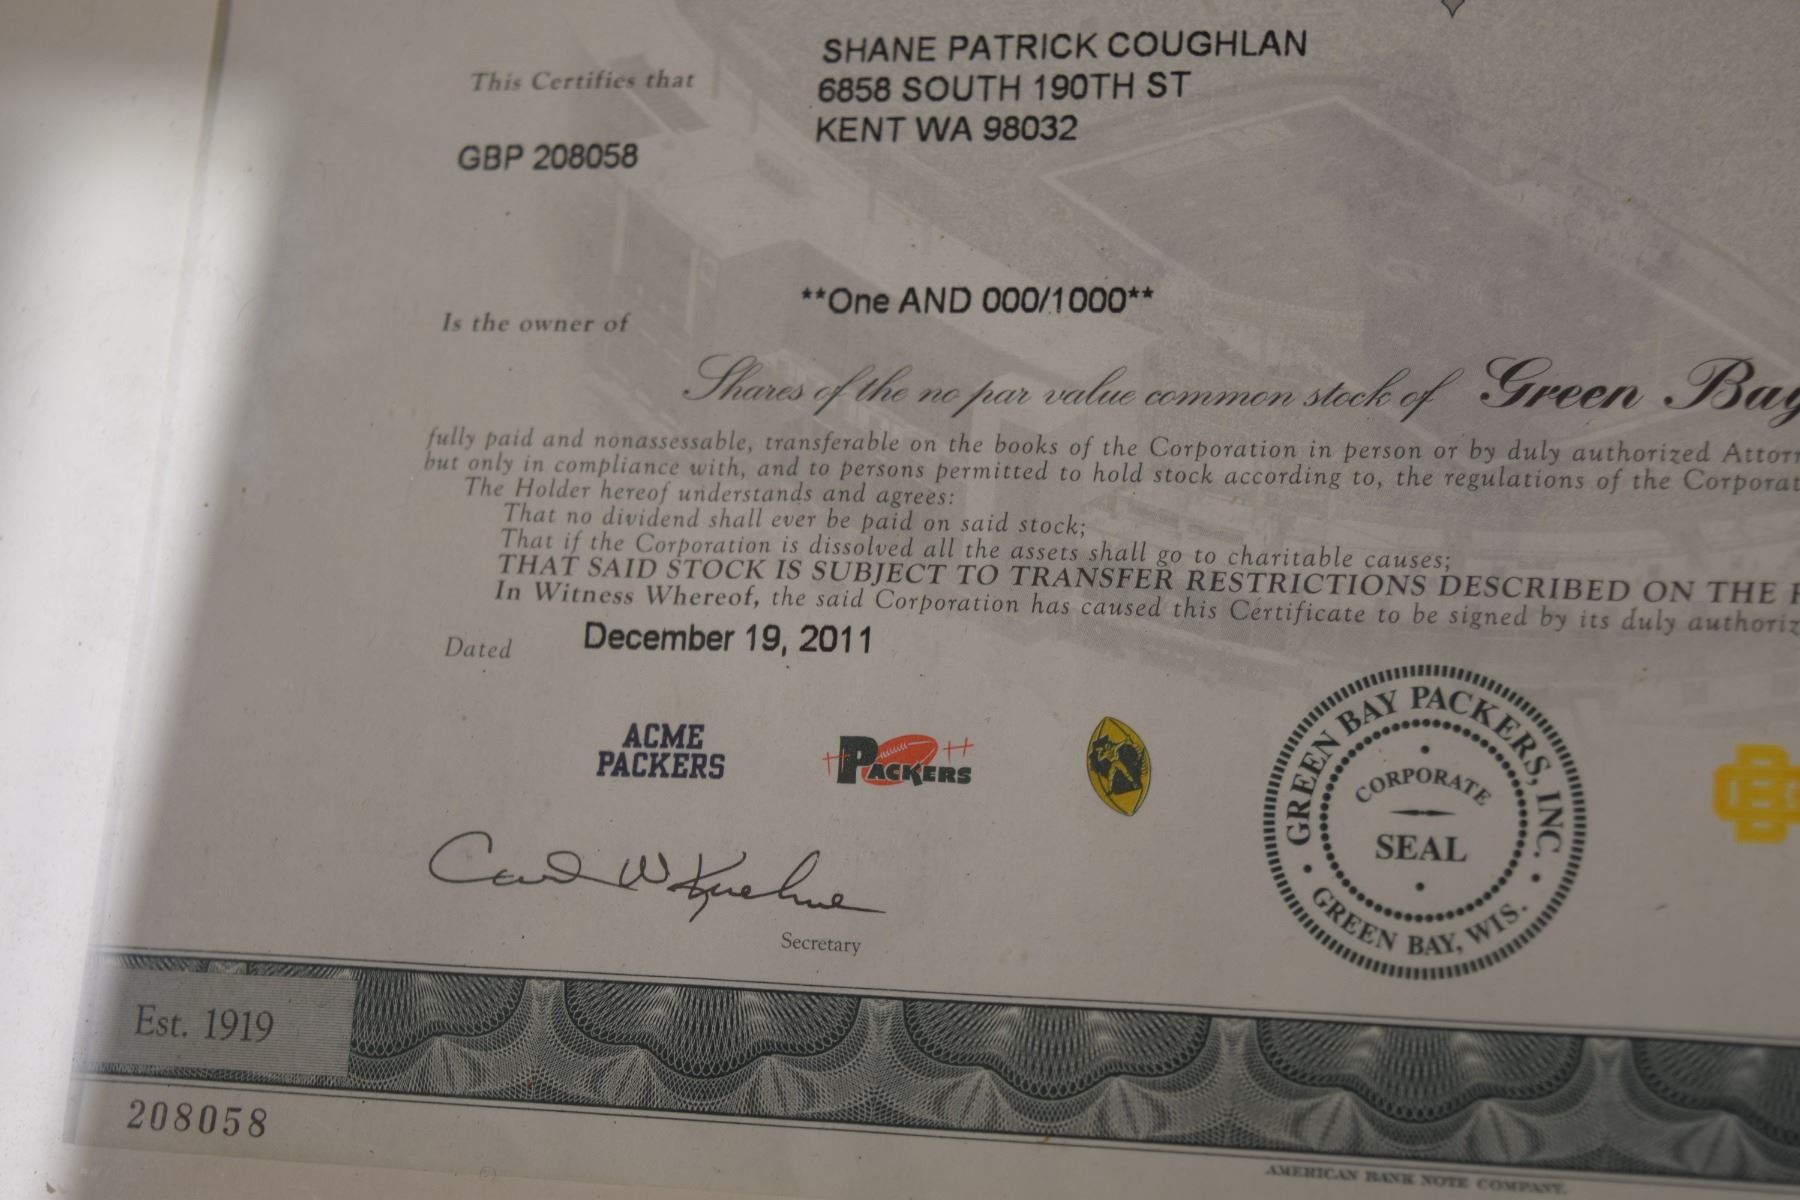 SHANE PATRICK COUGHLAN
This Certifies that
6858 SOUTH 190TH ST
KENT WA 98032
GBP 208058
**One AND 000/1000**
Is the owner of
Shares of the no par value common stock of Green Bay
fully paid and nonassessable, transferable on the books of the Corporation in person or by duly authorized Attor
but only in compliance with, and to persons permitted to hold stock according to, the regulations of the Corporat
The Holder hereof understands and agrees:
That no dividend shall ever be paid on said stock;
That if the Corporation is dissolved all the assets shall go to charitable causes;
THAT SAID STOCK IS SUBJECT TO TRANSFER RESTRICTIONS DESCRIBED ON THE
In Witness Whereof, the said Corporation has caused this Certificate to be signed by its duly authoriz
Dated December 19, 2011
ACME
PACKERS
PACKERS
GREEN BAY PACKERS, INC.
CORPORATE
SEAL
GREEN BAY, WIS.
Carl W Kuehne
Secretary
Est. 1919
208058
AMERICAN BANK NOTE COMPANY.